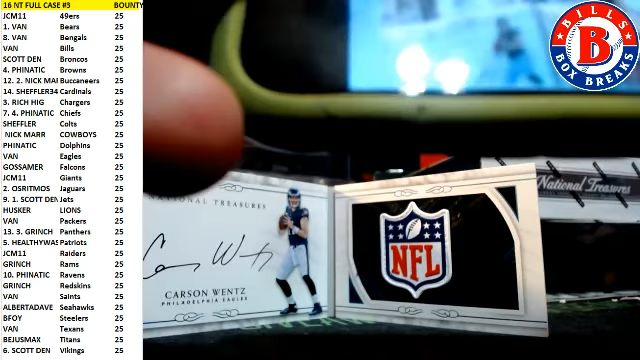 16 NT FULL CASE #3 BOUNTY
JCM11 49ers 25
1. VAN Bears 25
8. VAN Bengals 25
VAN Bills 25
SCOTT DEN Broncos 25
4. PHINATIC Browns 25
12. 2. NICK MAI Buccaneers 25
14. SHEFFLER34 Cardinals 25
3. RICH HIG Chargers 25
7. 4. PHINATIC Chiefs 25
SHEFFLER Colts 25
NICK MARR COWBOYS 25
PHINATIC Dolphins 25
VAN Eagles 25
GOSSAMER Falcons 25
JCM11 Giants 25
2. OSRITMOS Jaguars 25
9. 1. SCOTT DEN Jets 25
HUSKER LIONS 25
VAN Packers 25
13. 3. GRINCH Panthers 25
5. HEALTHYWAS Patriots 25
JCM11 Raiders 25
GRINCH Rams 25
10. PHINATIC Ravens 25
GRINCH Redskins 25
VAN Saints 25
ALBERTADAVE Seahawks 25
BFOY Steelers 25
VAN Texans 25
BEJUSMAX Titans 25
6. SCOTT DEN Vikings 25
BILLS
B
BOX BREAKS
National Treasures
NATIONAL TREASURES
CARSON WENTZ
PHILADELPHIA EAGLES
NFL